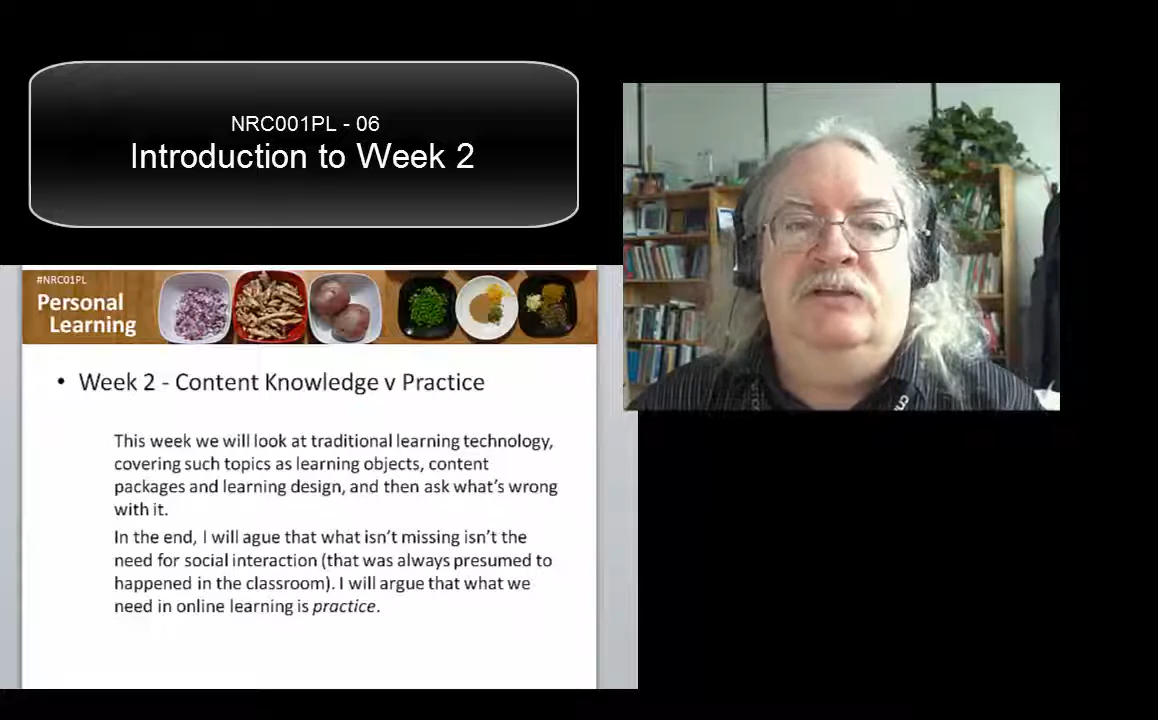 NRC001PL - 06
Introduction to Week 2
#NRC01PL
Personal
Learning
• Week 2 - Content Knowledge v Practice
This week we will look at traditional learning technology,
covering such topics as learning objects, content
packages and learning design, and then ask what's wrong
with it.
In the end, I will ague that what isn't missing isn't the
need for social interaction (that was always presumed to
happened in the classroom). I will argue that what we
need in online learning is practice.